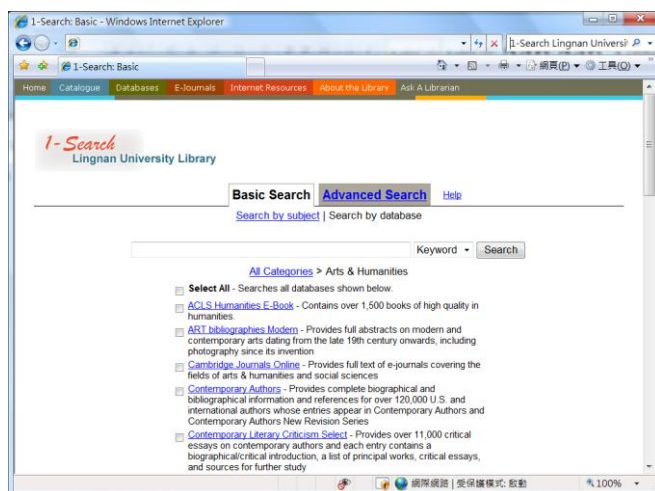 1-Search: Basic - Windows Internet Explorer
1-Search Lingnan Universit
1-Search: Basic
網頁(P) 工具(O)
Home Catalogue Databases E-Journals Internet Resources About the Library Ask A Librarian
1-Search
Lingnan University Library
Basic Search Advanced Search Help
Search by subject | Search by database
Keyword Search
All Categories > Arts & Humanities
Select All - Searches all databases shown below.
ACLS Humanities E-Book - Contains over 1,500 books of high quality in
humanities.
ART bibliographies Modern - Provides full abstracts on modern and
contemporary arts dating from the late 19th century onwards, including
photography since its invention
Cambridge Journals Online - Provides full text of e-journals covering the
fields of arts & humanities and social sciences
Contemporary Authors - Provides complete biographical and
bibliographical information and references for over 120,000 U.S. and
international authors whose entries appear in Contemporary Authors and
Contemporary Authors New Revision Series
Contemporary Literary Criticism Select - Provides over 11,000 critical
essays on contemporary authors and each entry contains a
biographical/critical introduction, a list of principal works, critical essays,
and sources for further study
網際網路 | 受保護模式: 啟動 100%